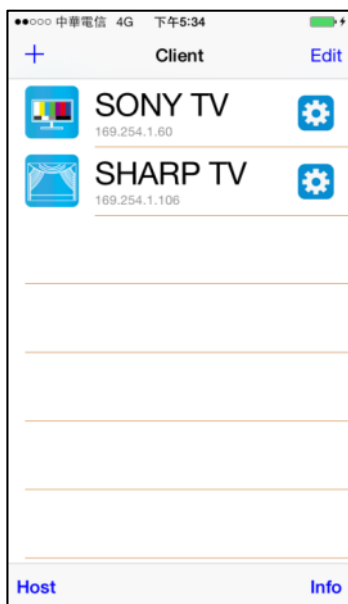 中華電信 4G 下午5:34
+ Client Edit
SONY TV
169.254.1.60
SHARP TV
169.254.1.106
Host Info